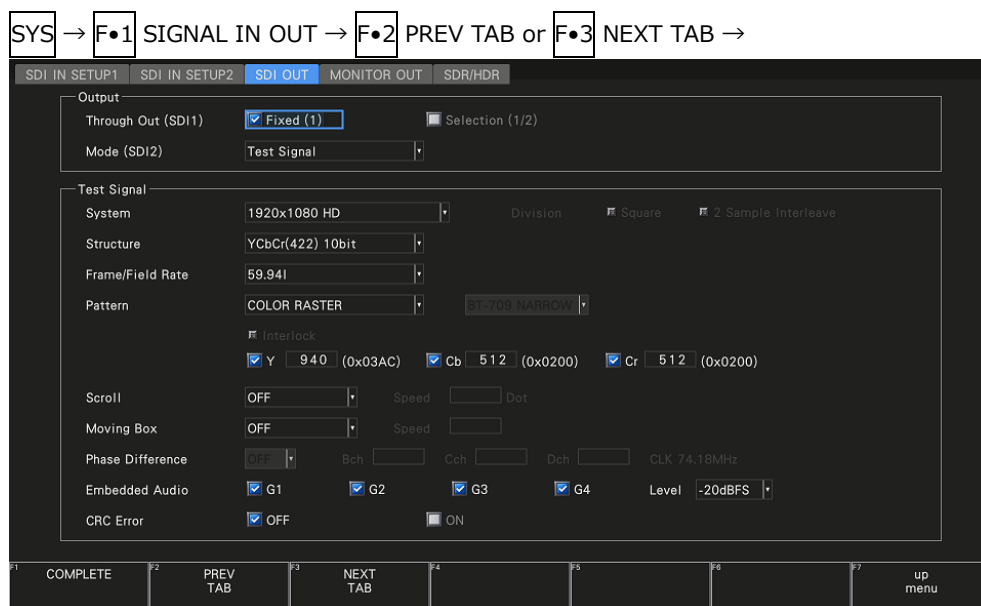 SYS → F•1 SIGNAL IN OUT → F•2 PREV TAB or F•3 NEXT TAB →
SDI IN SETUP1 SDI IN SETUP2 SDI OUT MONITOR OUT SDR/HDR
Output
Through Out (SDI1) Fixed (1) Selection (1/2)
Mode (SDI2) Test Signal
Test Signal
System 1920x1080 HD Division Square 2 Sample Interleave
Structure YCbCr(422) 10bit
Frame/Field Rate 59.94I
Pattern COLOR RASTER BT-709 NARROW
Interlock
Y 940 (0x03AC) Cb 512 (0x0200) Cr 512 (0x0200)
Scroll OFF Speed Dot
Moving Box OFF Speed
Phase Difference OFF Bch Cch Dch CLK 74.18MHz
Embedded Audio G1 G2 G3 G4 Level -20dBFS
CRC Error OFF ON
F1 COMPLETE F2 PREV TAB F3 NEXT TAB F4 F5 F6 F7 up menu